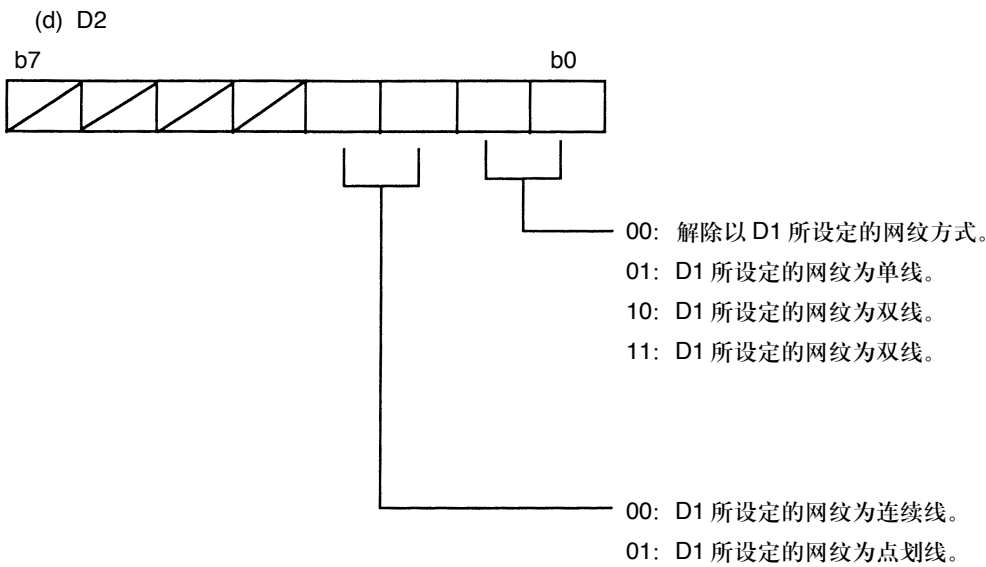 (d) D2
b7 b0
00: 解除以 D1 所设定的网纹方式。
01: D1 所设定的网纹为单线。
10: D1 所设定的网纹为双线。
11: D1 所设定的网纹为双线。
00: D1 所设定的网纹为连续线。
01: D1 所设定的网纹为点划线。